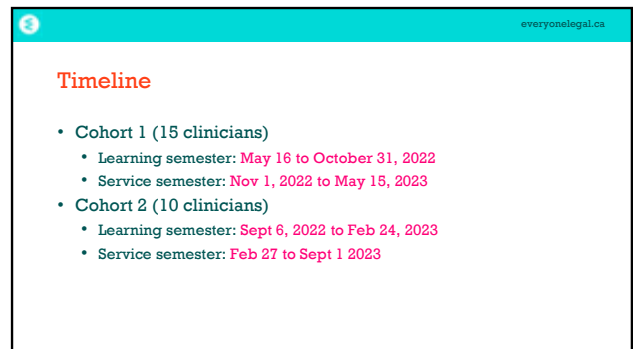 everyonelegal.ca
Timeline
• Cohort 1 (15 clinicians)
• Learning semester: May 16 to October 31, 2022
• Service semester: Nov 1, 2022 to May 15, 2023
• Cohort 2 (10 clinicians)
• Learning semester: Sept 6, 2022 to Feb 24, 2023
• Service semester: Feb 27 to Sept 1 2023